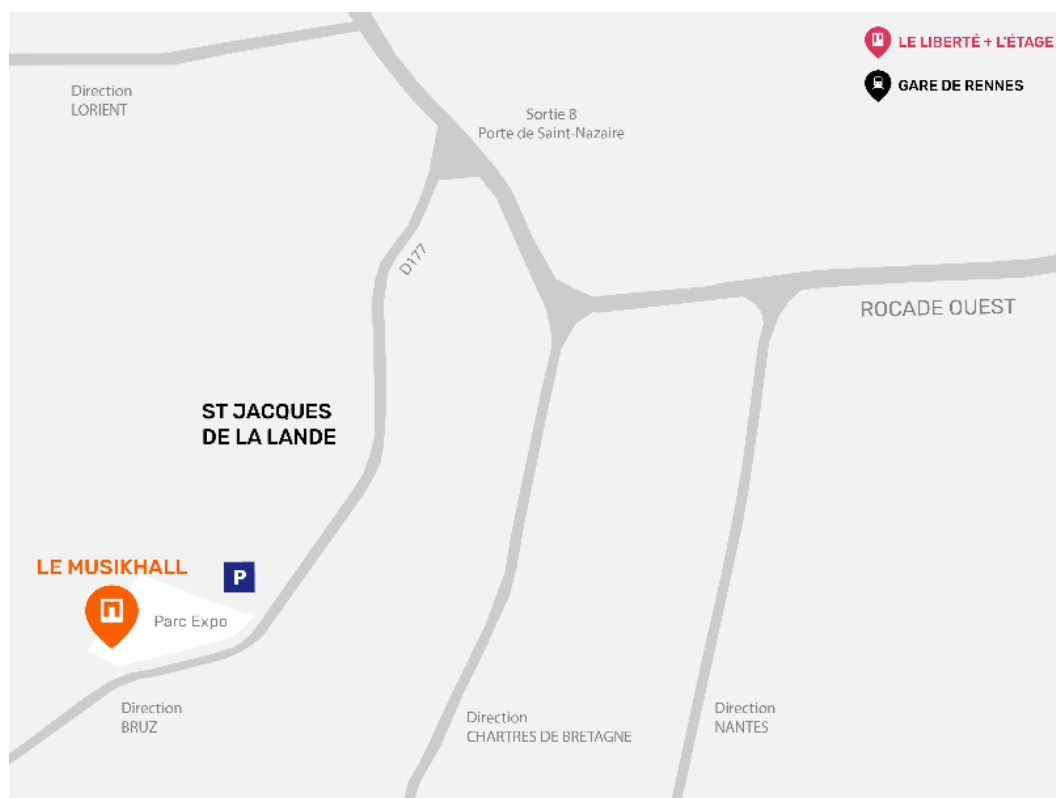 LE LIBERTÉ + L'ÉTAGE
GARE DE RENNES
Direction
LORIENT
Sortie 8
Porte de Saint-Nazaire
D177
ROCADE OUEST
ST JACQUES
DE LA LANDE
LE MUSIKHALL
P
Parc Expo
Direction
BRUZ
Direction
CHARTRES DE BRETAGNE
Direction
NANTES